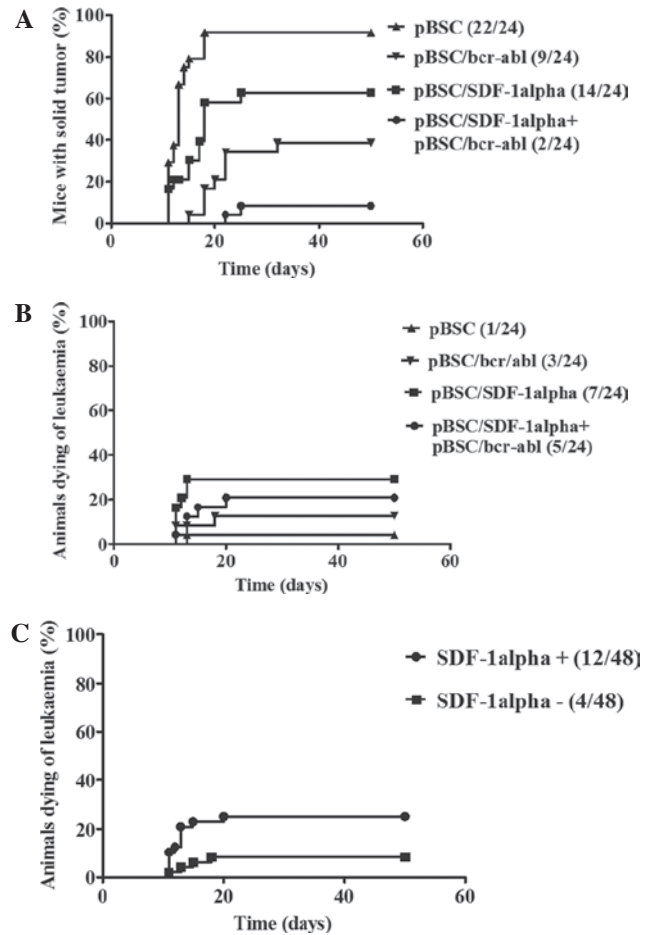 A
Mice with solid tumor (%)
100
80
60
40
20
0
0 20 40 60
Time (days)
pBSC (22/24)
pBSC/bcr-abl (9/24)
pBSC/SDF-1alpha (14/24)
pBSC/SDF-1alpha+
pBSC/bcr-abl (2/24)
B
Animals dying of leukaemia (%)
100
80
60
40
20
0
0 20 40 60
Time (days)
pBSC (1/24)
pBSC/bcr/abl (3/24)
pBSC/SDF-1alpha (7/24)
pBSC/SDF-1alpha+
pBSC/bcr-abl (5/24)
C
Animals dying of leukaemia (%)
100
80
60
40
20
0
0 20 40 60
Time (days)
SDF-1alpha + (12/48)
SDF-1alpha - (4/48)